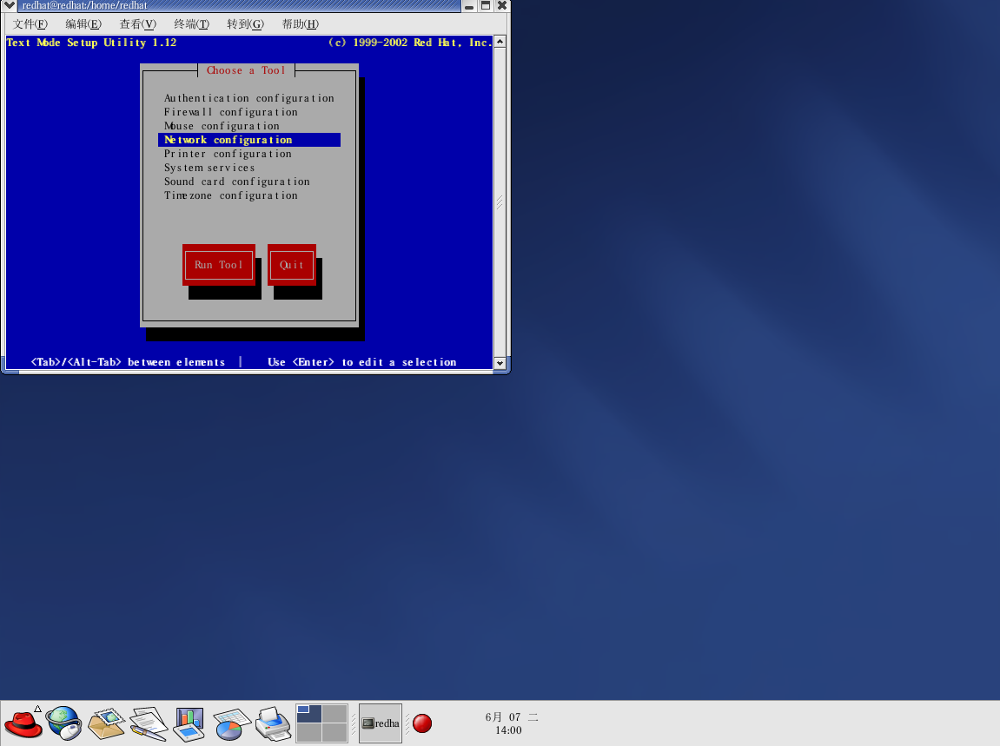 redhat@redhat:/home/redhat
文件(F) 编辑(E) 查看(V) 终端(T) 转到(G) 帮助(H)
Text Mode Setup Utility 1.12 (c) 1999-2002 Red Hat, Inc.
Choose a Tool
Authentication configuration
Firewall configuration
Mouse configuration
Network configuration
Printer configuration
System services
Sound card configuration
Timezone configuration
Run Tool Quit
<Tab>/<Alt-Tab> between elements | Use <Enter> to edit a selection
redha
6月 07 二
14:00